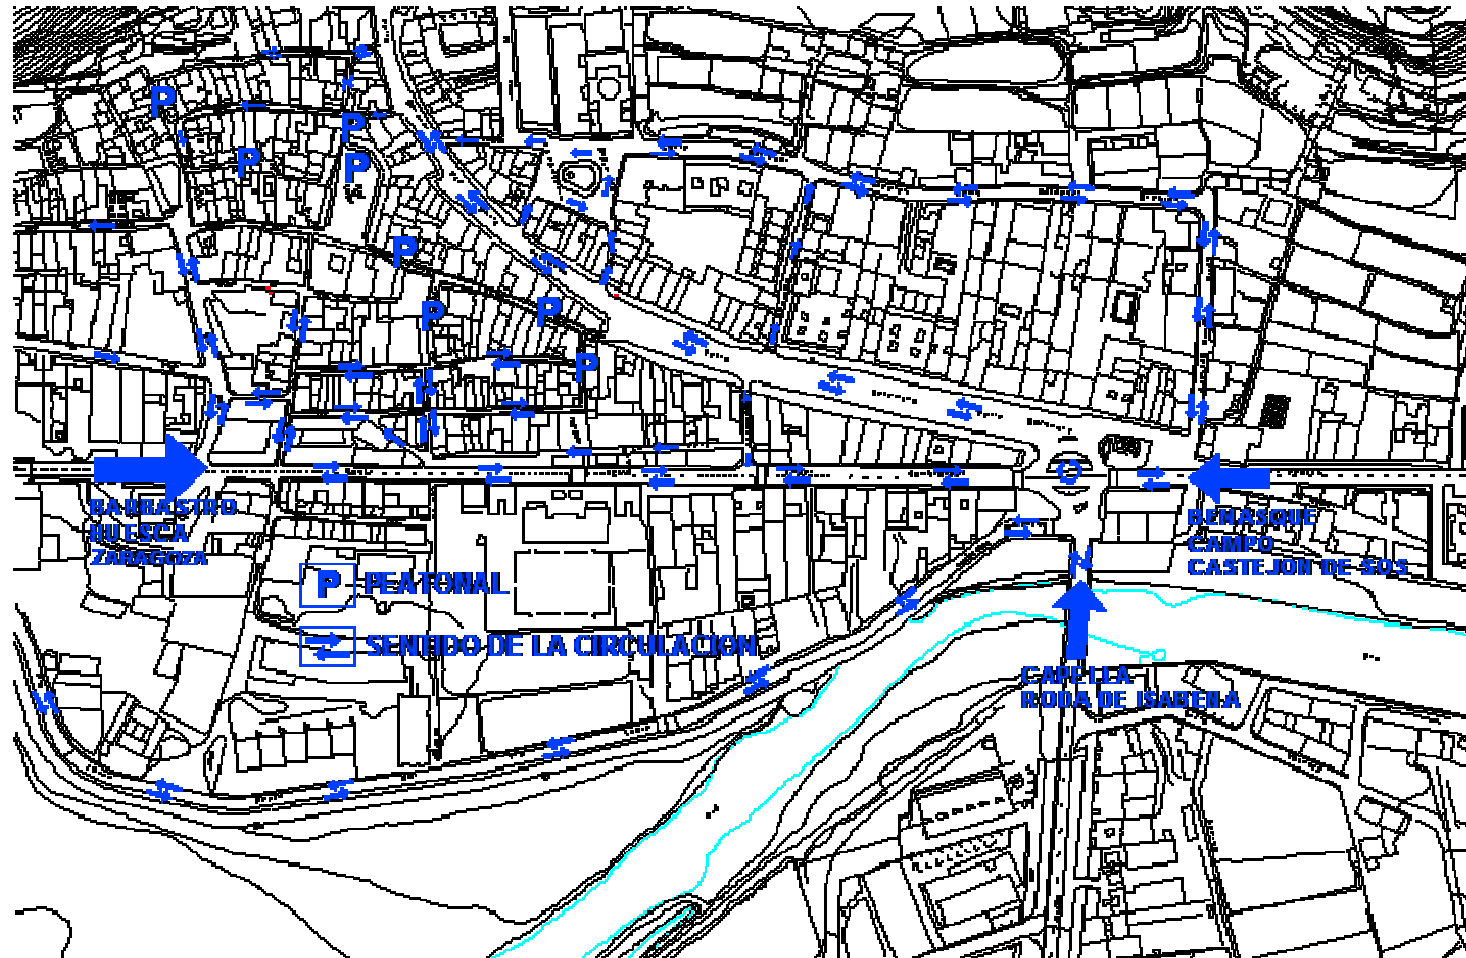 P
P
P
P
P
P
P
P
BARBASTRO
HUESCA
ZARAGOZA
BENASQUE
CAMPO
CASTEJON DE SOS
P PEATONAL
SENTIDO DE LA CIRCULACION
CAPELLA
RODA DE ISABENA